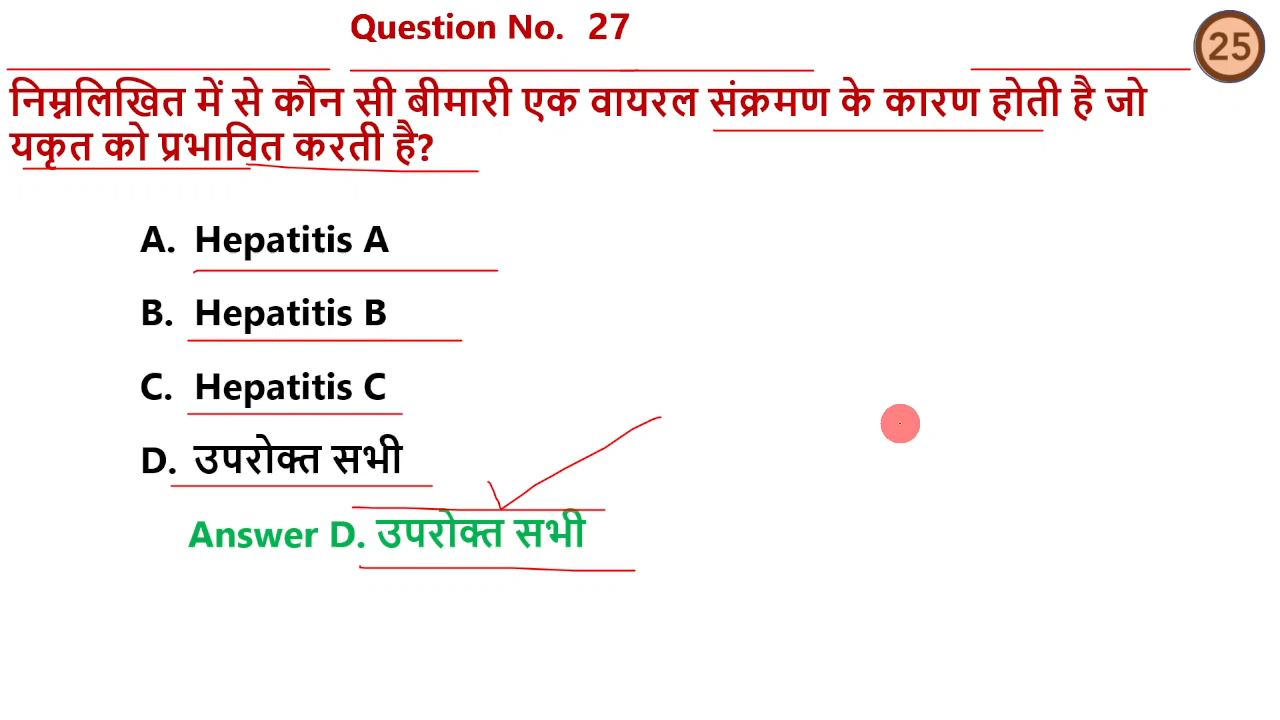 Question No. 27
25
निम्नलिखित में से कौन सी बीमारी एक वायरल संक्रमण के कारण होती है जो
यकृत को प्रभावित करती है?
A. Hepatitis A
B. Hepatitis B
C. Hepatitis C
D. उपरोक्त सभी
Answer D. उपरोक्त सभी